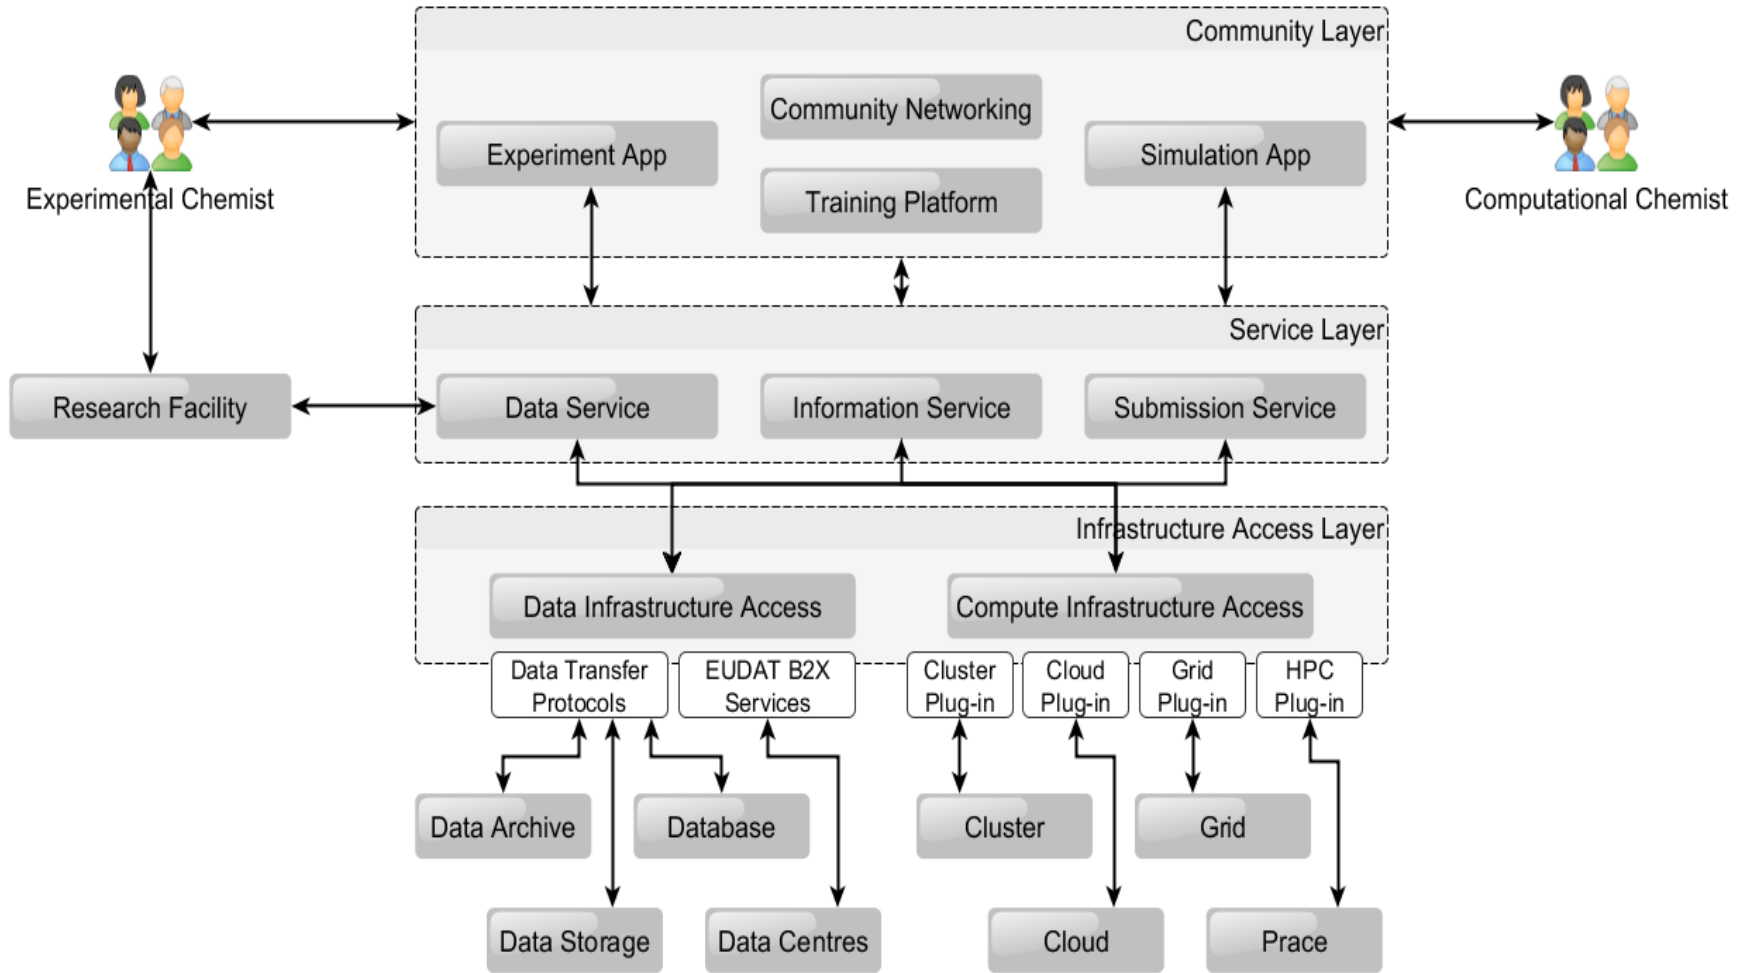 Community Layer
Community Networking
Experiment App
Simulation App
Training Platform
Experimental Chemist
Computational Chemist
Service Layer
Research Facility
Data Service
Information Service
Submission Service
Infrastructure Access Layer
Data Infrastructure Access
Compute Infrastructure Access
Data Transfer
Protocols
EUDAT B2X
Services
Cluster
Plug-in
Cloud
Plug-in
Grid
Plug-in
HPC
Plug-in
Data Archive
Database
Cluster
Grid
Data Storage
Data Centres
Cloud
Prace